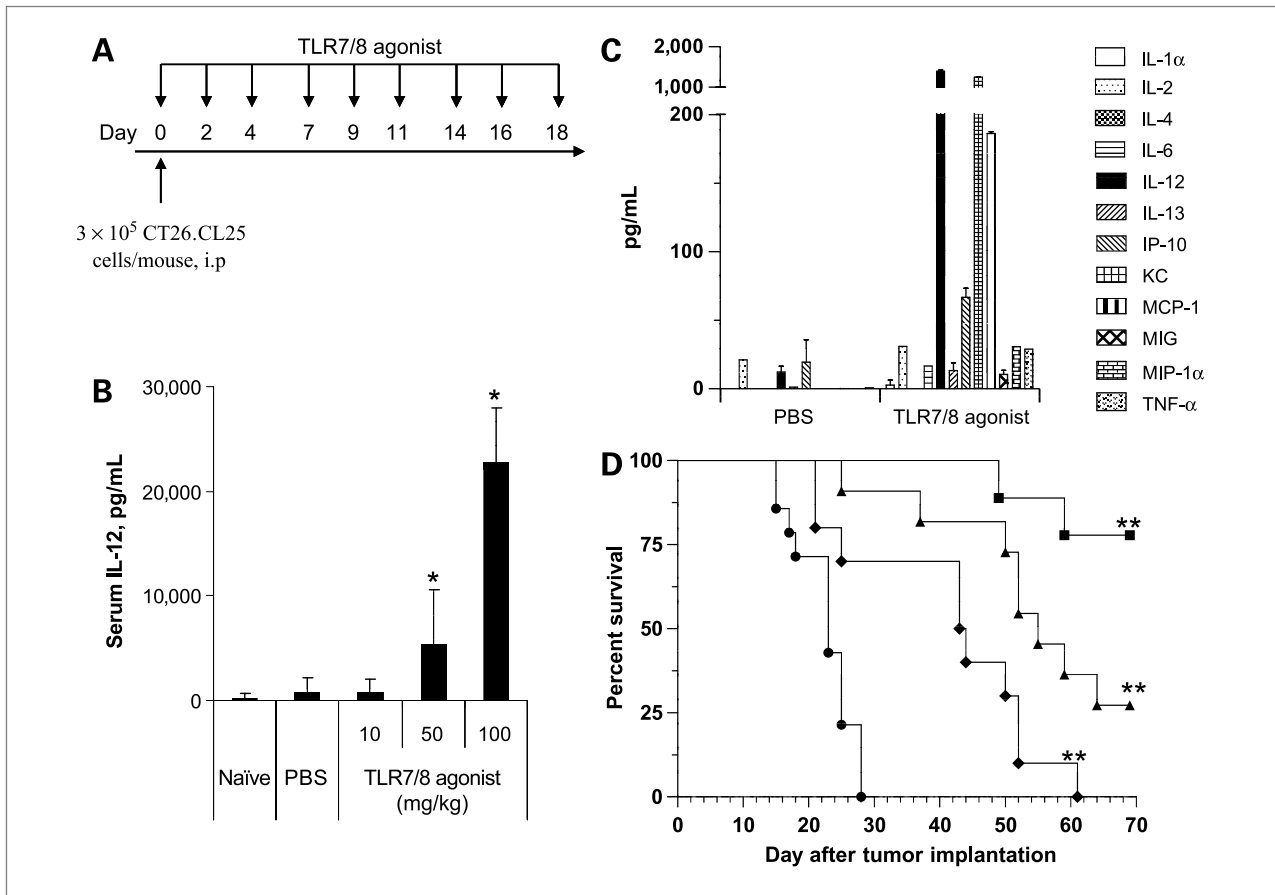 A
TLR7/8 agonist
Day 0 2 4 7 9 11 14 16 18
3 × 10⁵ CT26.CL25
cells/mouse, i.p
B
Serum IL-12, pg/mL
30,000
20,000
10,000
0
*
*
10 50 100
Naïve PBS TLR7/8 agonist
(mg/kg)
C
pg/mL
2,000
1,000
200
100
0
PBS TLR7/8 agonist
IL-1α
IL-2
IL-4
IL-6
IL-12
IL-13
IP-10
KC
MCP-1
MIG
MIP-1α
TNF-α
D
Percent survival
100
75
50
25
0
**
**
**
0 10 20 30 40 50 60 70
Day after tumor implantation